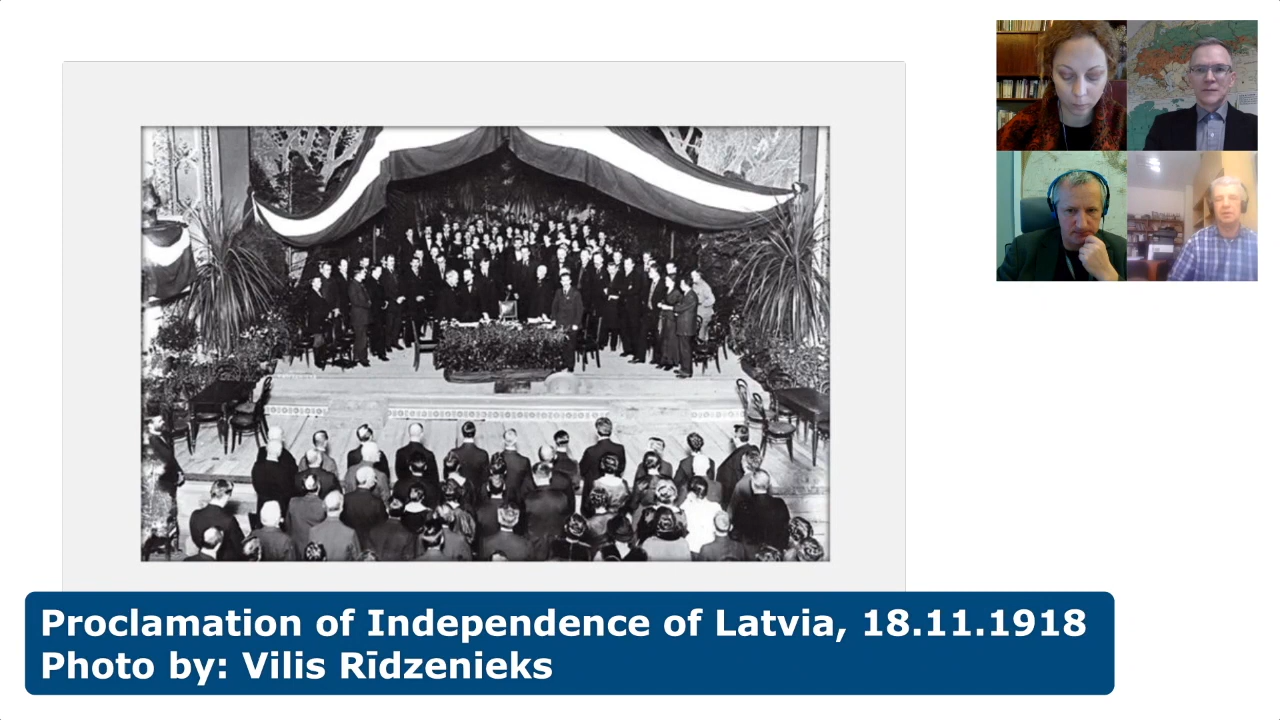 Proclamation of Independence of Latvia, 18.11.1918
Photo by: Vilis Rīdzenieks